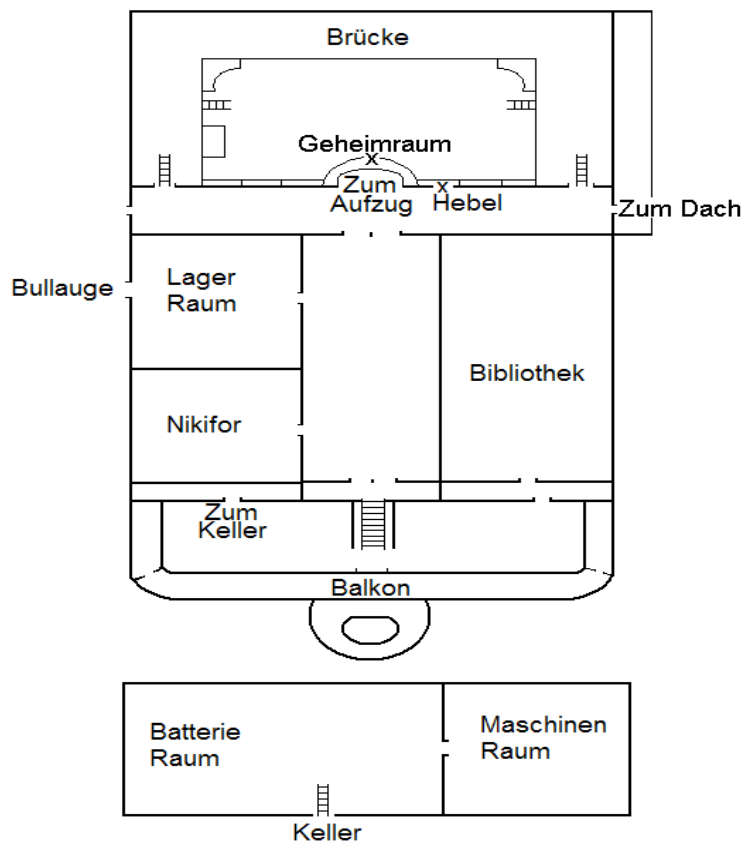 Brücke
Geheimraum
x
Zum
Aufzug
x
Hebel
Zum Dach
Bullauge
Lager
Raum
Bibliothek
Nikifor
Zum
Keller
Balkon
Batterie
Raum
Maschinen
Raum
Keller